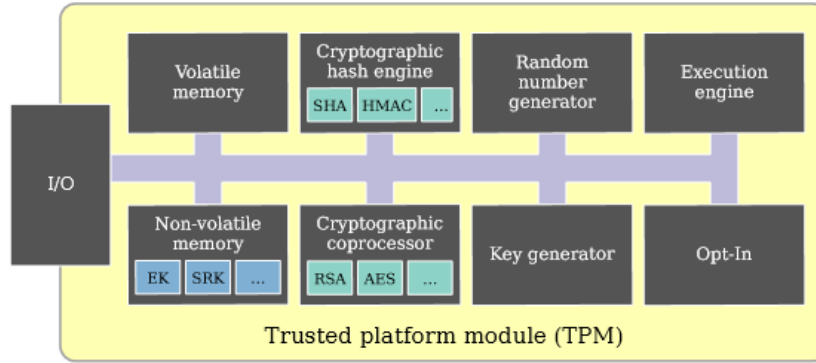 Volatile
memory
Cryptographic
hash engine
SHA HMAC ...
Random
number
generator
Execution
engine
I/O
Non-volatile
memory
EK SRK ...
Cryptographic
coprocessor
RSA AES ...
Key generator
Opt-In
Trusted platform module (TPM)